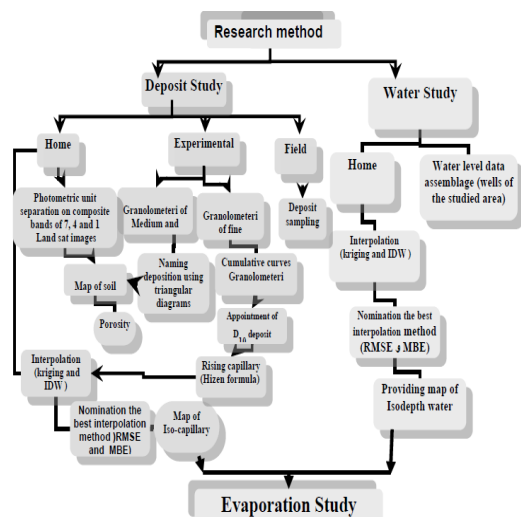 Research method
Deposit Study
Water Study
Home
Experimental
Field
Home
Water level data
assemblage (wells of
the studied area)
Photometric unit
separation on composite
bands of 7, 4 and 1
Land sat images
Granolometeri of
Medium and
Granolometeri
of fine
Deposit
sampling
Map of soil
Naming
deposition using
triangular
diagrams
Cumulative curves
Granolometeri
Interpolation
(kriging and IDW)
Porosity
Appointment of
D10 deposit
Nomination the best
interpolation method
(RMSE و MBE)
Interpolation
(kriging and
IDW)
Rising capillary
(Hizen formula)
Providing map of
Isodepth water
Nomination the
best interpolation
method )RMSE
and MBE)
Map of
Iso-capillary
Evaporation Study